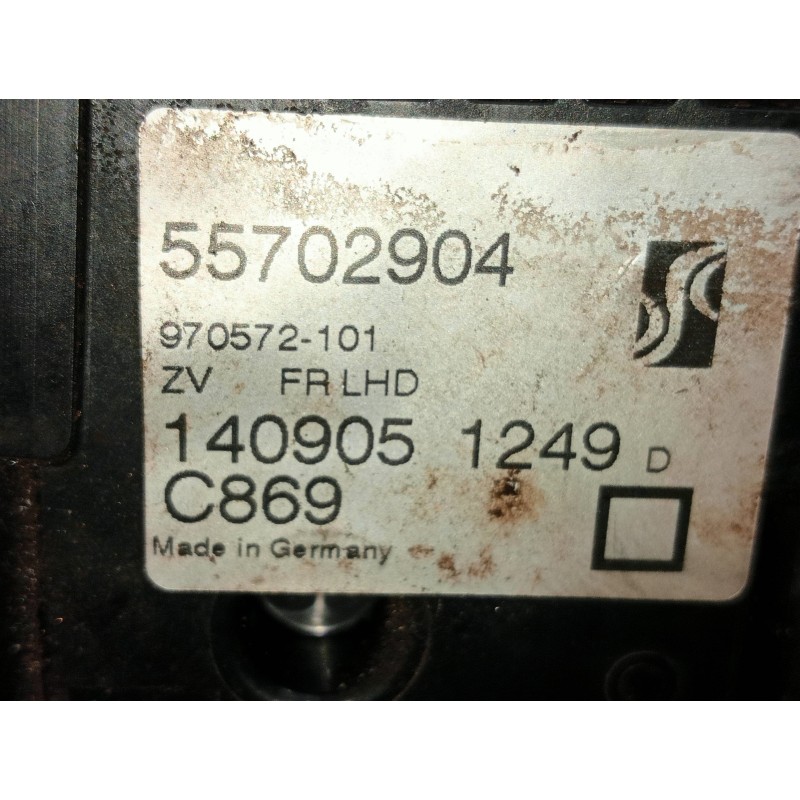 55702904
970572-101
ZV FR LHD
140905 1249 D
C869
Made in Germany